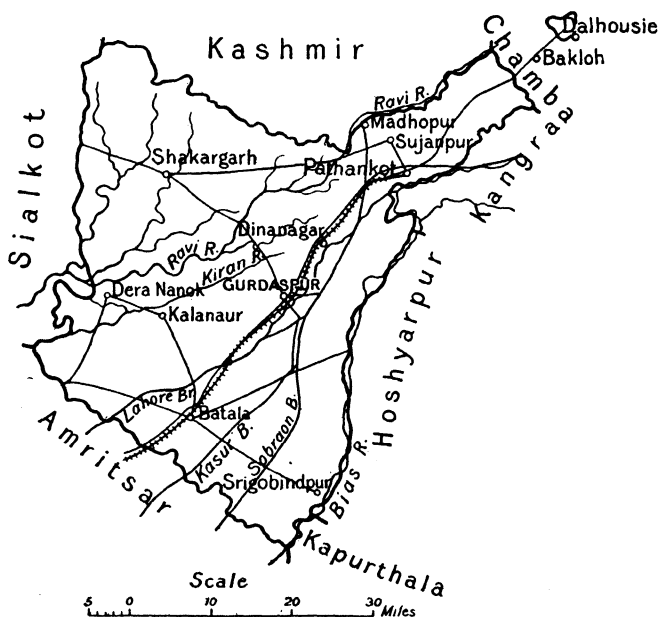 Kashmir
Chamba
Dalhousie
Bakloh
Ravi R.
Madhopur
Sujanpur
Shakargarh
Pathankot
Kangra
Sialkot
Dinanagar
Ravi R.
Kiran R.
GURDASPUR
Dera Nanok
Kalanaur
Hoshyarpur
Lahore Br.
Batala
Amritsar
Kasur B.
Sobraon B.
Srigobindpur
Bias R.
Kapurthala
Scale
5 0 10 20 30 Miles